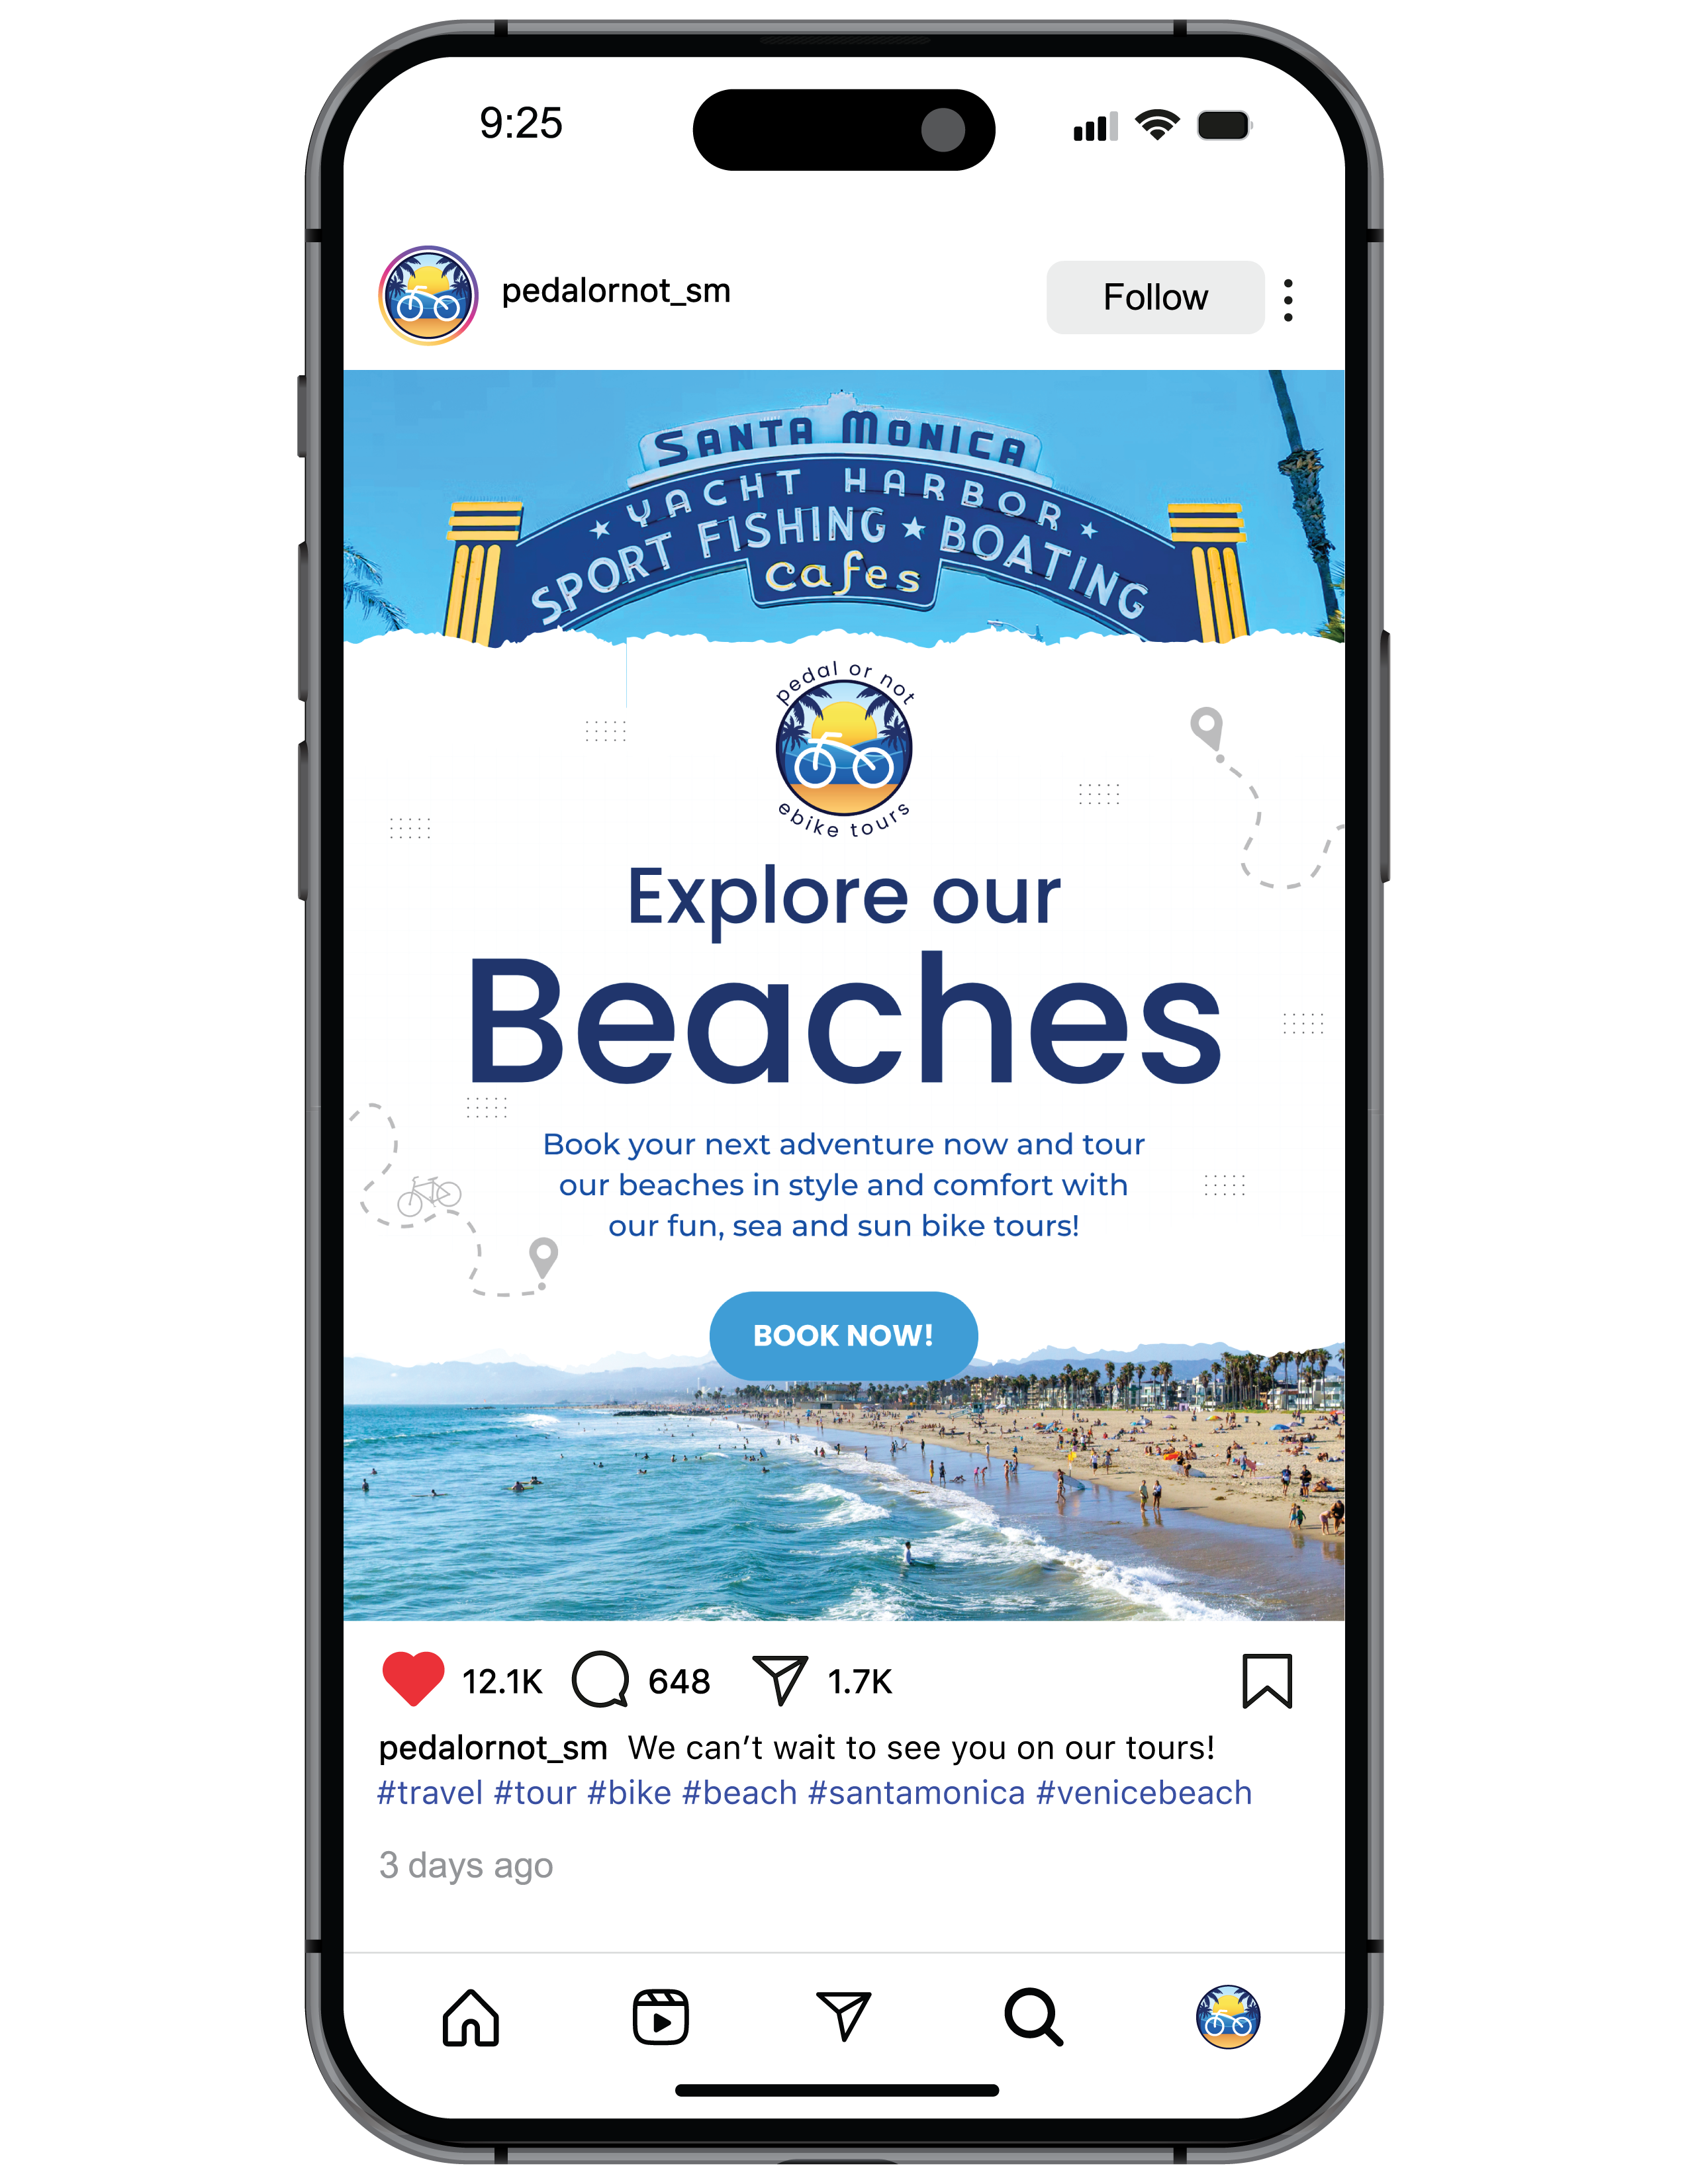 9:25
pedalornot_sm
Follow
SANTA MONICA
YACHT HARBOR
SPORT FISHING BOATING
cafes
pedal or not
ebike tours
Explore our
Beaches
Book your next adventure now and tour
our beaches in style and comfort with
our fun, sea and sun bike tours!
BOOK NOW!
12.1K 648 1.7K
pedalornot_sm We can’t wait to see you on our tours!
#travel #tour #bike #beach #santamonica #venicebeach
3 days ago